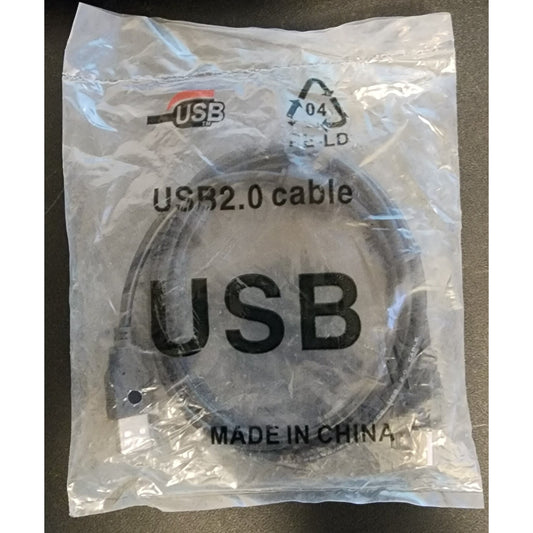 USB
04
PE-LD
USB2.0 cable
USB
MADE IN CHINA